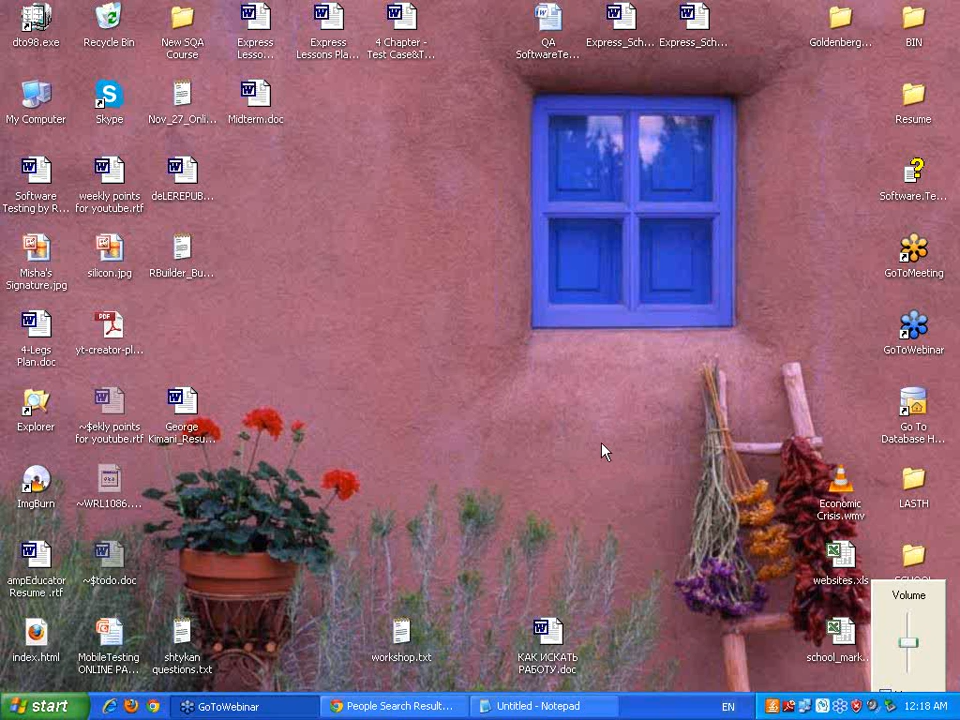 dto98.exe
Recycle Bin
New SQA
Course
Express
Lesso...
Express
Lessons Pla...
4 Chapter -
Test Case&T...
QA
SoftwareTe...
Express_Sch...
Express_Sch...
Goldenberg...
BIN
My Computer
Skype
Nov_27_Onli...
Midterm.doc
Resume
Software
Testing by R...
weekly points
for youtube.rtf
deLEREPUB...
Software.Te...
Misha's
Signature.jpg
silicon.jpg
RBuilder_Bu...
GoToMeeting
4-Legs
Plan.doc
yt-creator-pl...
GoToWebinar
Explorer
~$ekly points
for youtube.rtf
George
Kimani_Resu...
Go To
Database H...
ImgBurn
~WRL1086....
Economic
Crisis.wmv
LASTH
ampEducator
Resume .rtf
~$todo.doc
websites.xls
SCHOOL
Volume
index.html
MobileTesting
ONLINE PA...
shtykan
questions.txt
workshop.txt
КАК ИСКАТЬ
РАБОТУ.doc
school_mark...
start
GoToWebinar
People Search Result...
Untitled - Notepad
EN
12:18 AM